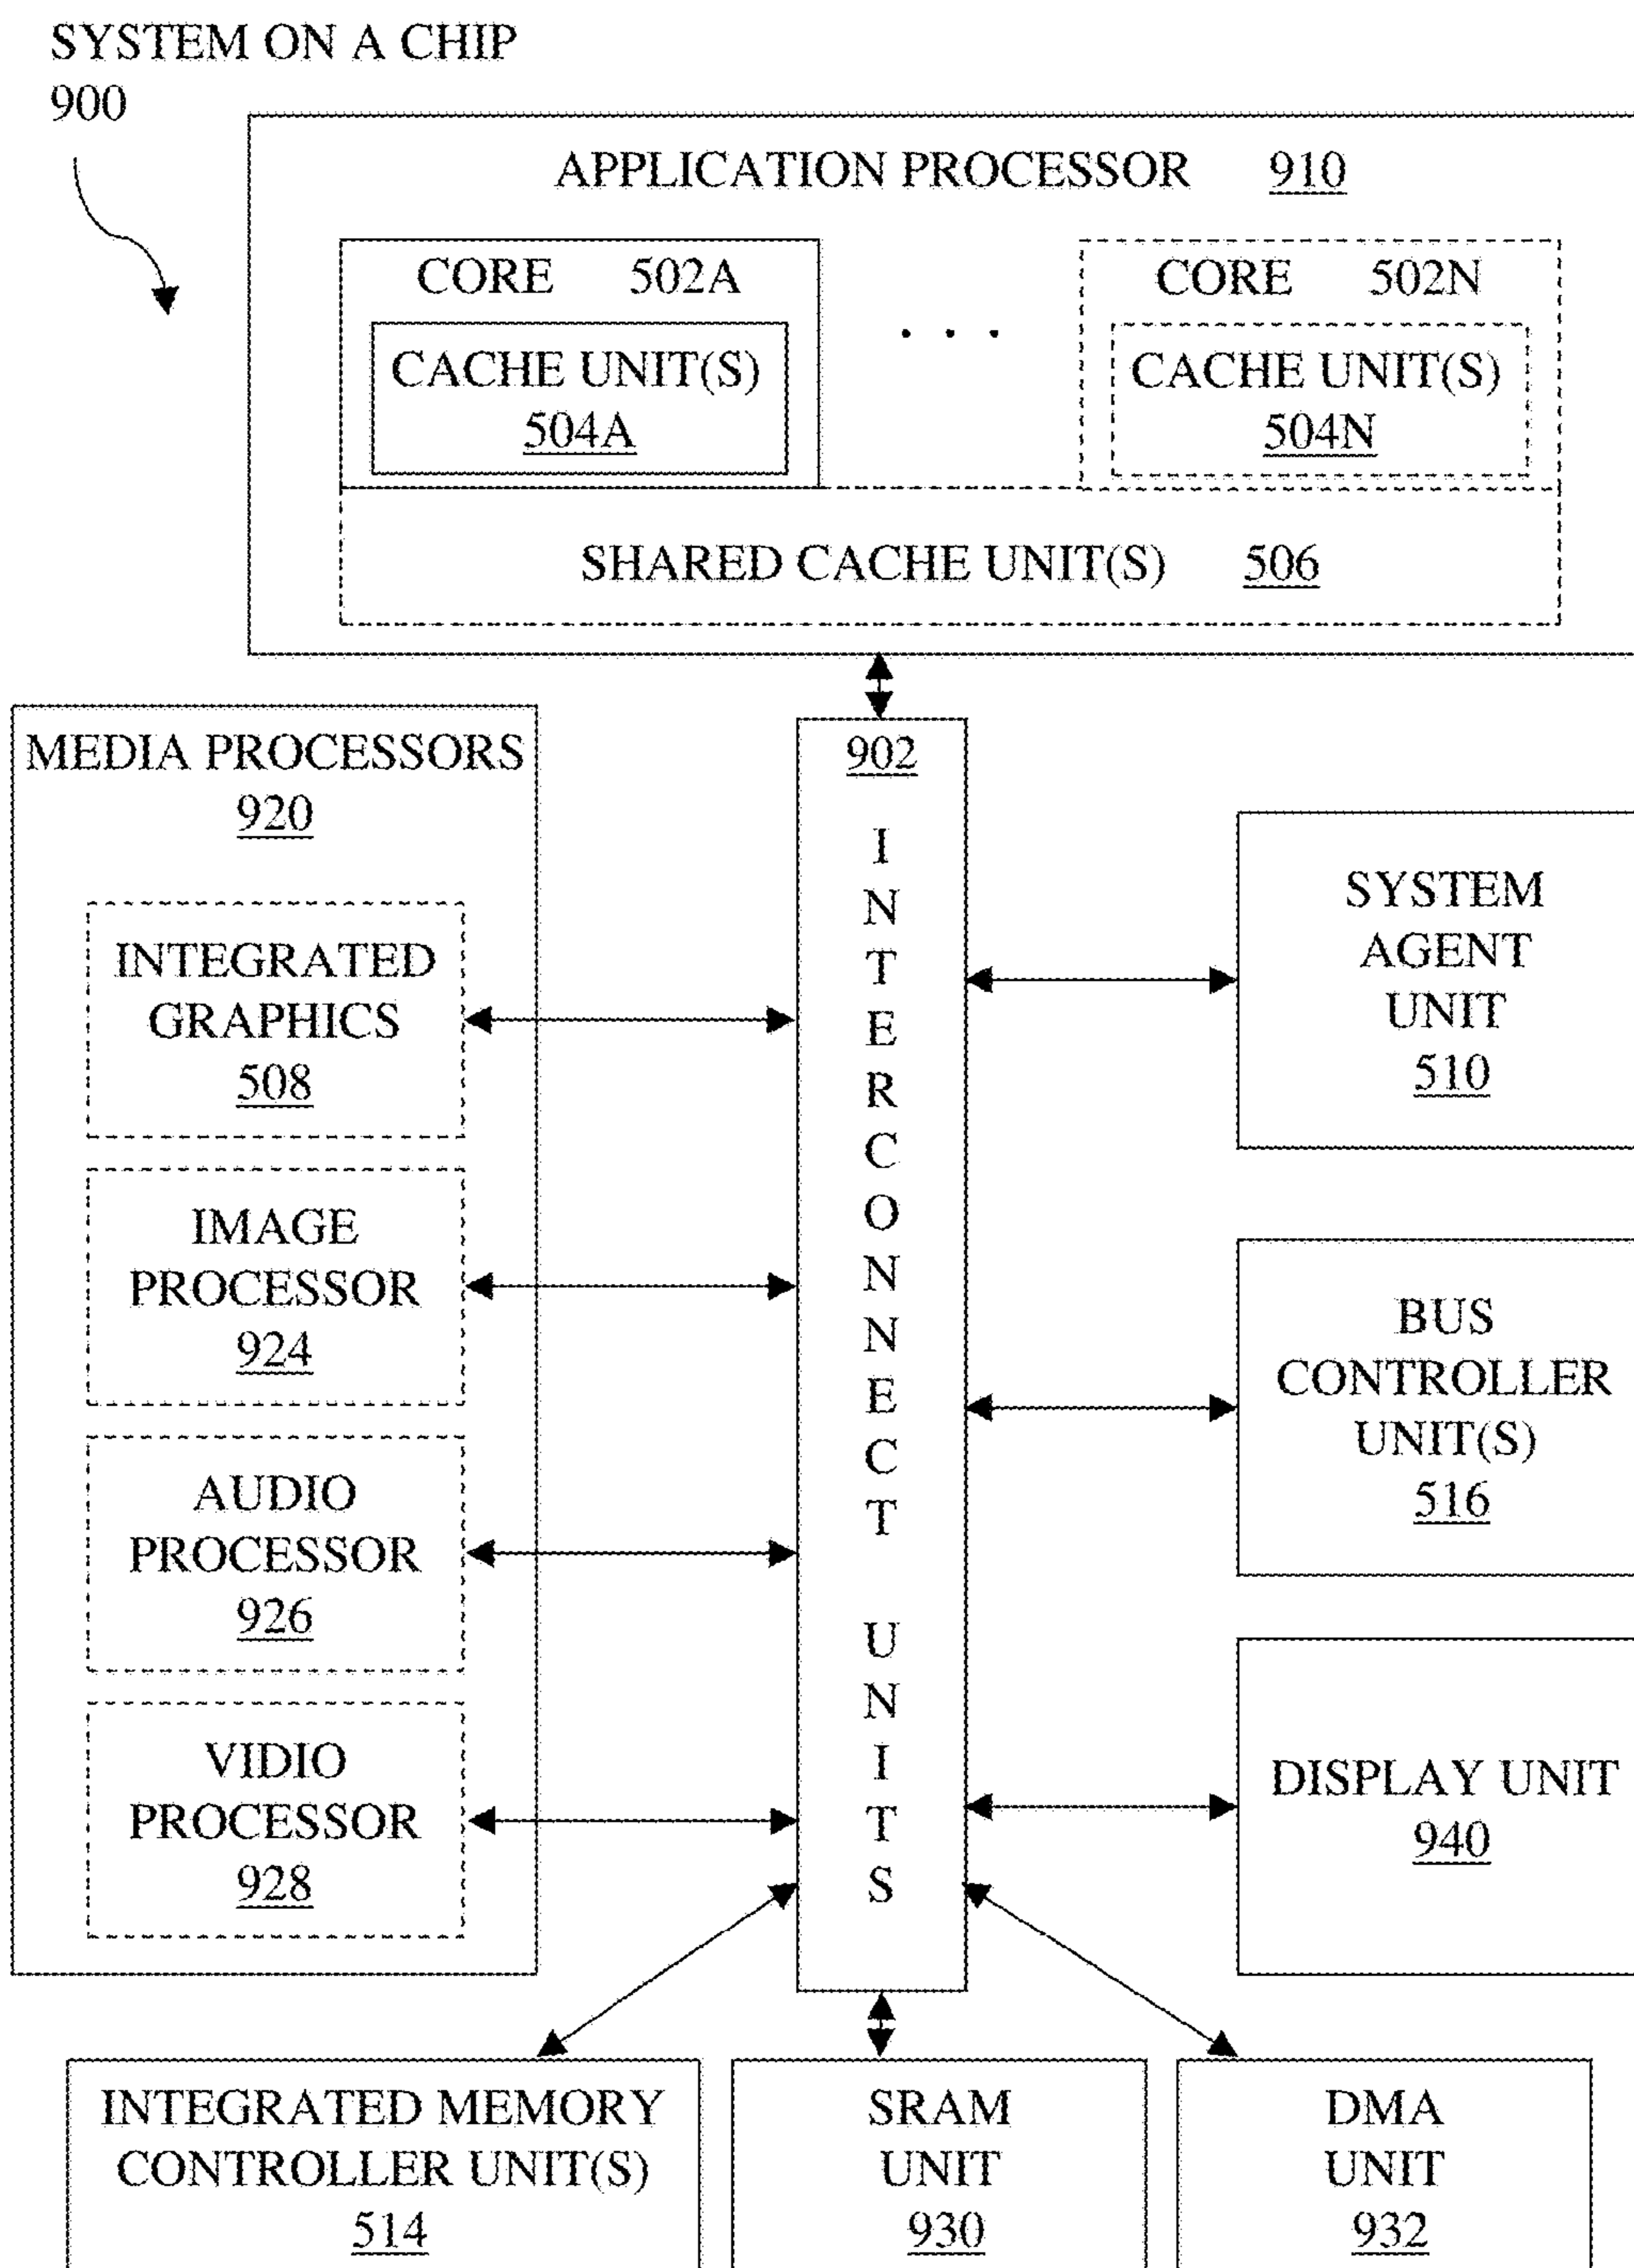 SYSTEM ON A CHIP
900
APPLICATION PROCESSOR 910
CORE 502A
CACHE UNIT(S)
504A
. . .
CORE 502N
CACHE UNIT(S)
504N
SHARED CACHE UNIT(S) 506
MEDIA PROCESSORS
920
INTEGRATED
GRAPHICS
508
IMAGE
PROCESSOR
924
AUDIO
PROCESSOR
926
VIDIO
PROCESSOR
928
902
INTERCONNECT UNITS
SYSTEM
AGENT
UNIT
510
BUS
CONTROLLER
UNIT(S)
516
DISPLAY UNIT
940
INTEGRATED MEMORY
CONTROLLER UNIT(S)
514
SRAM
UNIT
930
DMA
UNIT
932